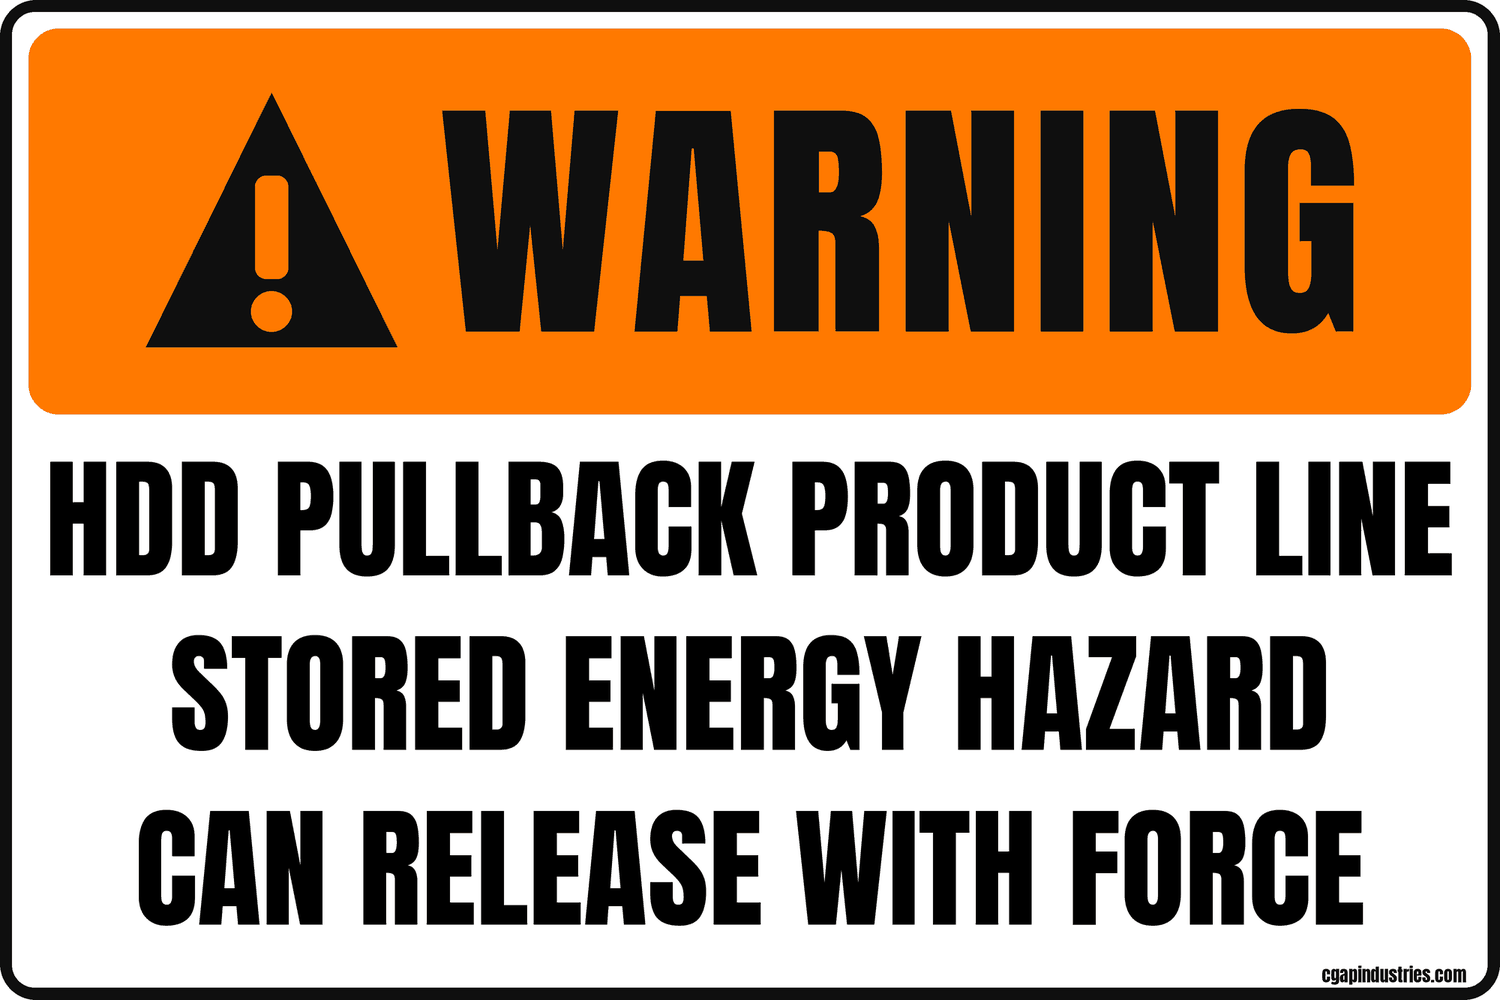 WARNING
HDD PULLBACK PRODUCT LINE
STORED ENERGY HAZARD
CAN RELEASE WITH FORCE
cgapindustries.com